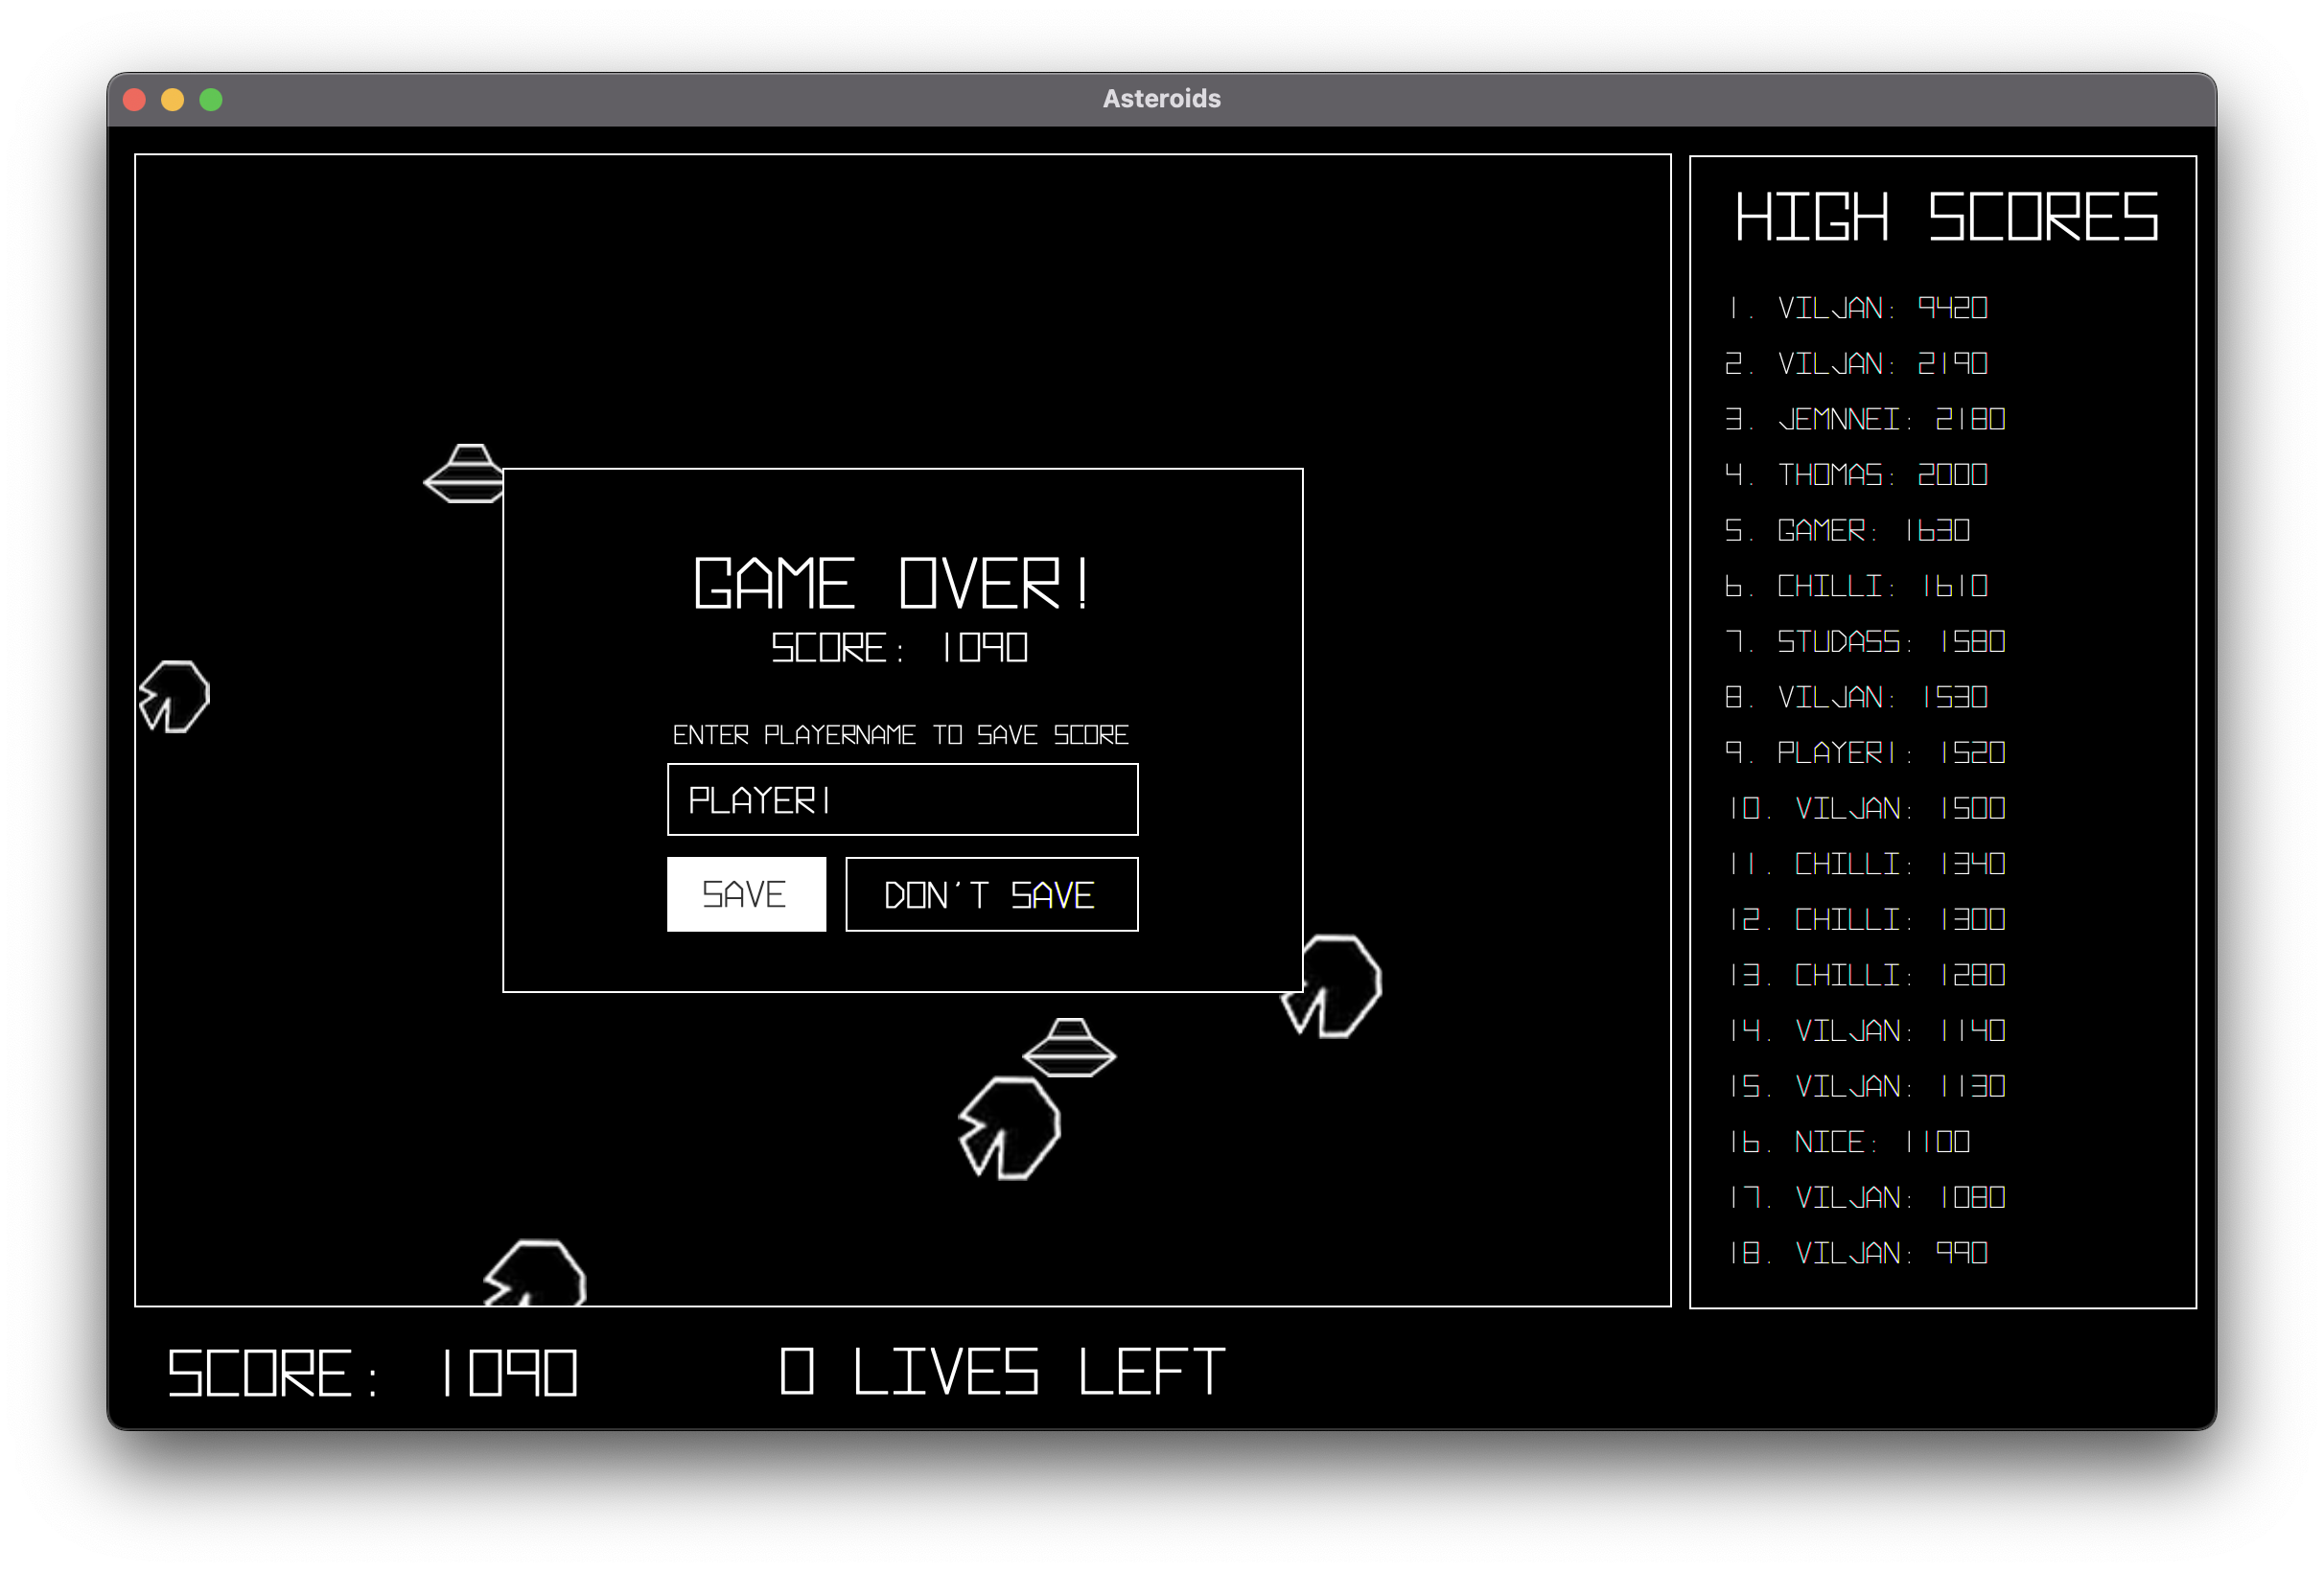 Asteroids
GAME OVER!
SCORE: 1090
ENTER PLAYERNAME TO SAVE SCORE
PLAYER1
SAVE
DON'T SAVE
SCORE: 1090
0 LIVES LEFT
HIGH SCORES
1. VILJAN: 9420
2. VILJAN: 2190
3. JEMNNEI: 2180
4. THOMAS: 2000
5. GAMER: 1630
6. CHILLI: 1610
7. STUDASS: 1580
8. VILJAN: 1530
9. PLAYER1: 1520
10. VILJAN: 1500
11. CHILLI: 1340
12. CHILLI: 1300
13. CHILLI: 1280
14. VILJAN: 1140
15. VILJAN: 1130
16. NICE: 1100
17. VILJAN: 1080
18. VILJAN: 990